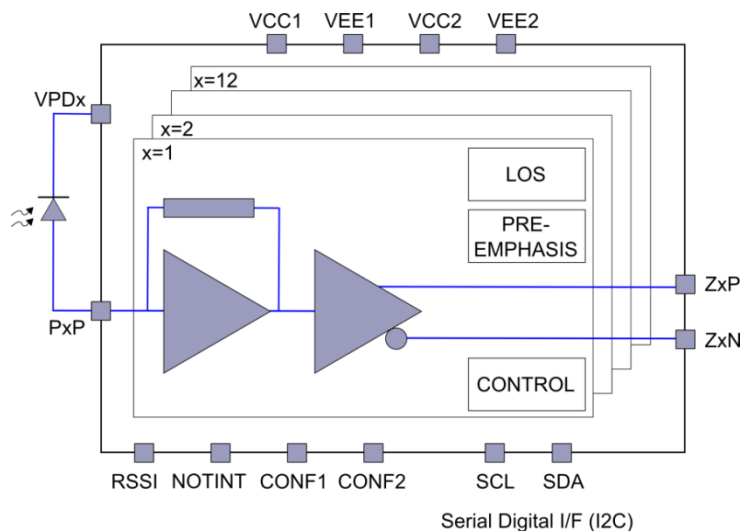 VCC1 VEE1 VCC2 VEE2
VPDx
x=12
x=2
x=1
LOS
PRE-
EMPHASIS
ZxP
PxP
ZxN
CONTROL
RSSI NOTINT CONF1 CONF2 SCL SDA
Serial Digital I/F (I2C)